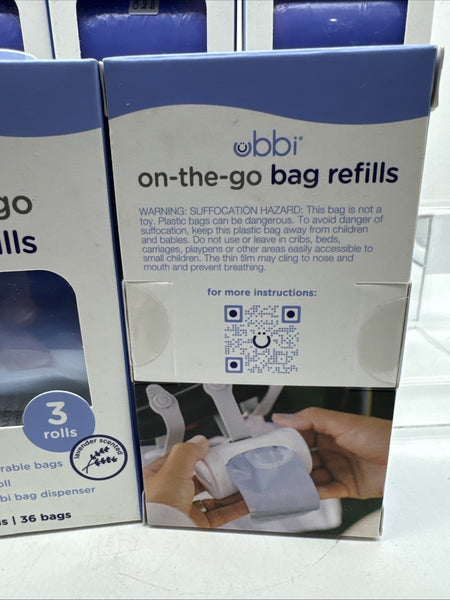 ubbi
on-the-go bag refills
WARNING: SUFFOCATION HAZARD: This bag is not a
toy. Plastic bags can be dangerous. To avoid danger of
suffocation, keep this plastic bag away from children
and babies. Do not use or leave in cribs, beds,
carriages, playpens or other areas easily accessible to
small children. The thin film may cling to nose and
mouth and prevent breathing.
for more instructions:
go
lls
3
rolls
lavender scented
rable bags
oll
bi bag dispenser
s | 36 bags